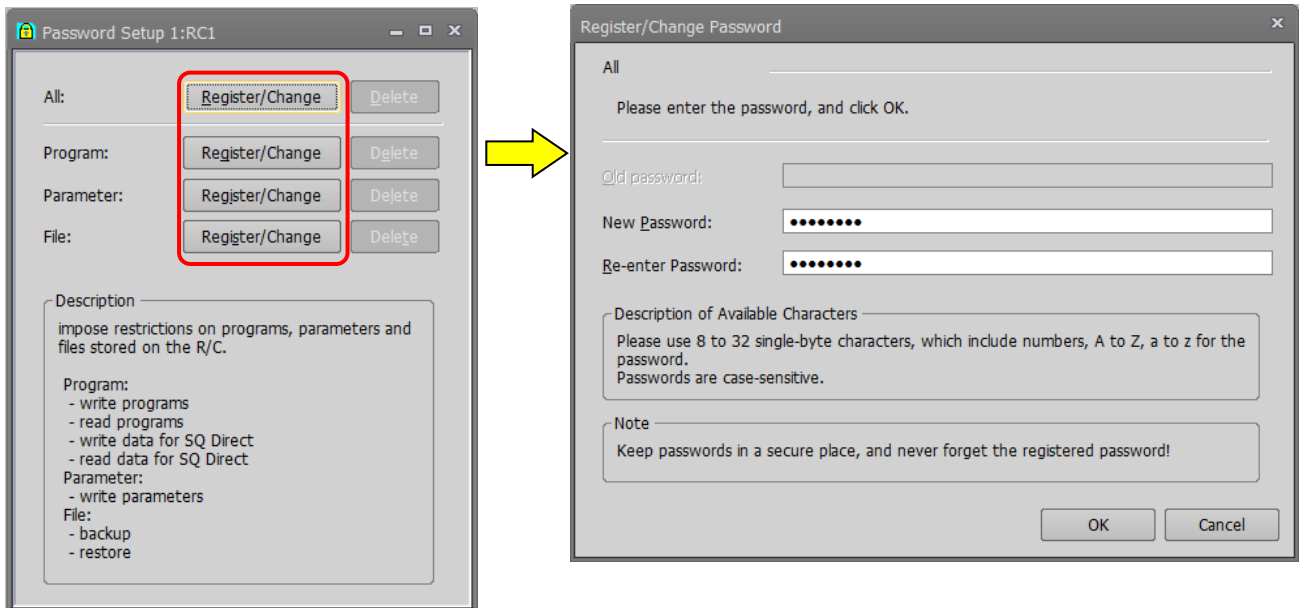 Password Setup 1:RC1
All:
Register/Change
Delete
Program:
Register/Change
Delete
Parameter:
Register/Change
Delete
File:
Register/Change
Delete
Description
impose restrictions on programs, parameters and
files stored on the R/C.
Program:
- write programs
- read programs
- write data for SQ Direct
- read data for SQ Direct
Parameter:
- write parameters
File:
- backup
- restore
Register/Change Password
All
Please enter the password, and click OK.
Old password:
New Password:
●●●●●●●●
Re-enter Password:
●●●●●●●●
Description of Available Characters
Please use 8 to 32 single-byte characters, which include numbers, A to Z, a to z for the
password.
Passwords are case-sensitive.
Note
Keep passwords in a secure place, and never forget the registered password!
OK
Cancel